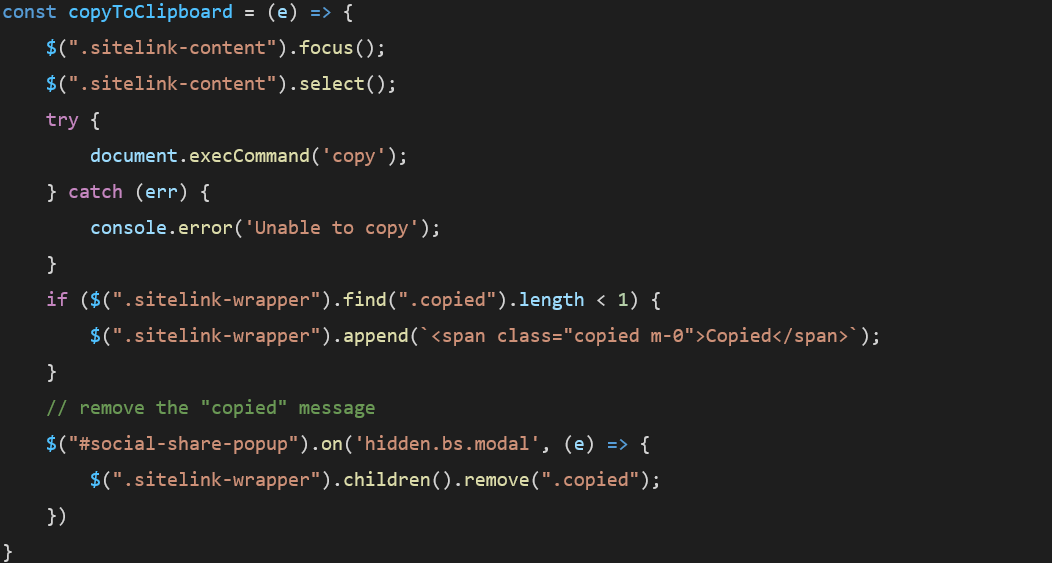 const copyToClipboard = (e) => {
    $(".sitelink-content").focus();
    $(".sitelink-content").select();
    try {
        document.execCommand('copy');
    } catch (err) {
        console.error('Unable to copy');
    }
    if ($(".sitelink-wrapper").find(".copied").length < 1) {
        $(".sitelink-wrapper").append(`<span class="copied m-0">Copied</span>`);
    }
    // remove the "copied" message
    $("#social-share-popup").on('hidden.bs.modal', (e) => {
        $(".sitelink-wrapper").children().remove(".copied");
    })
}